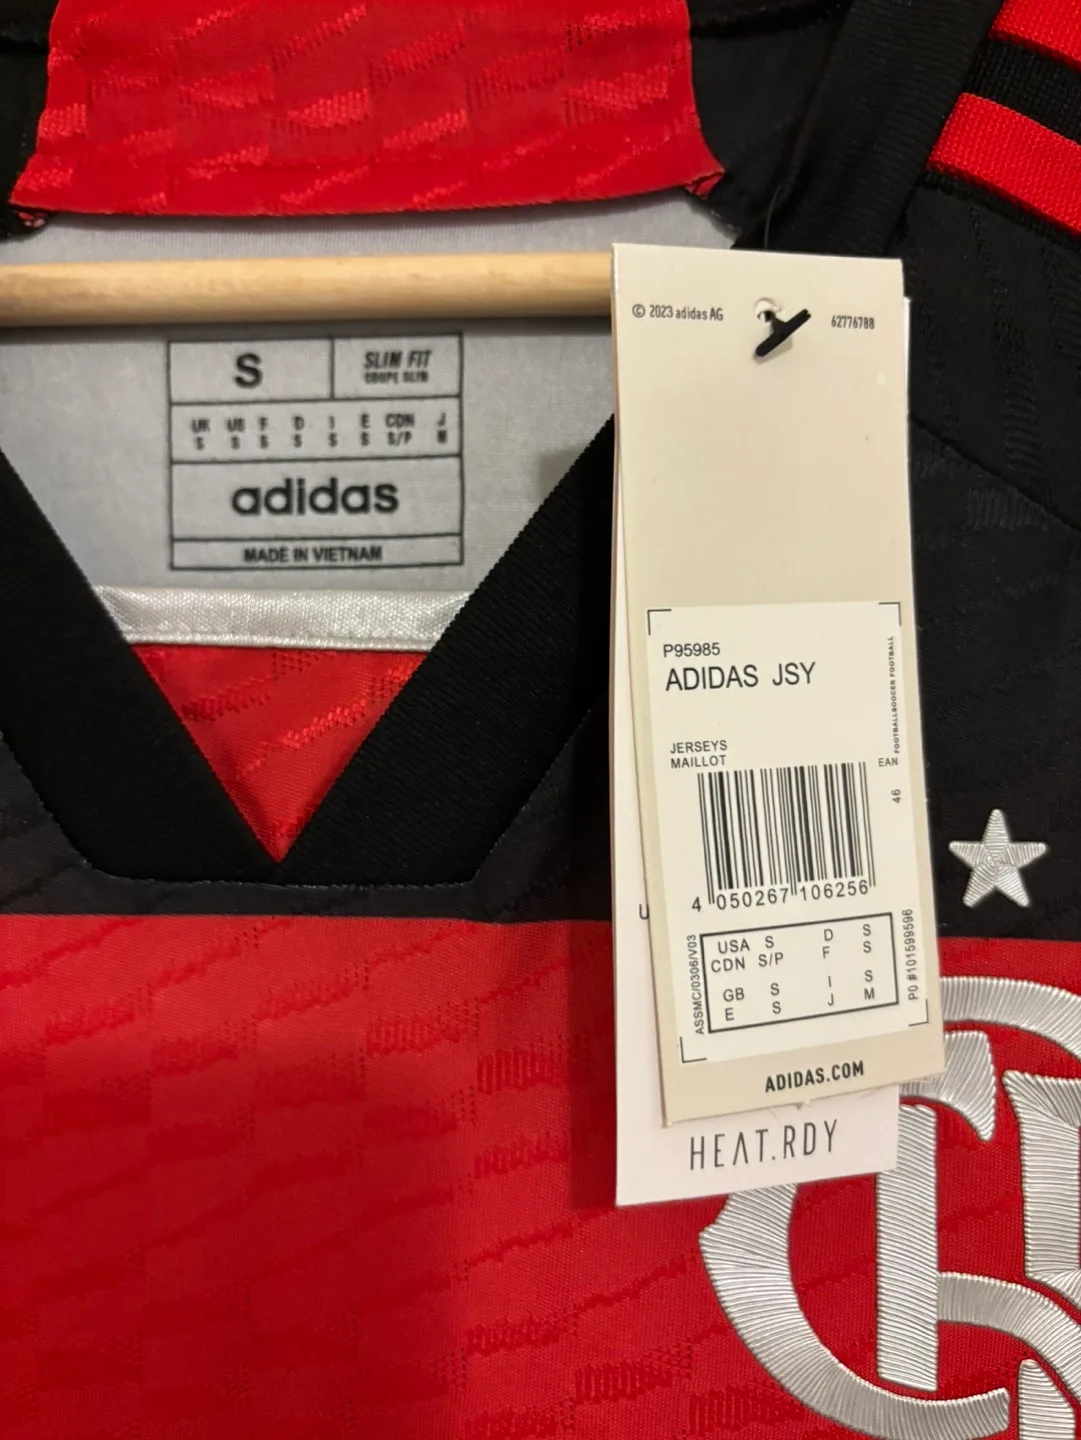 © 2023 adidas AG
62776788
S
SLIM FIT
COUPE SLIM
UK US F D I E CDN J
S S S S S S S/P M
adidas
MADE IN VIETNAM
P95985
ADIDAS JSY
JERSEYS
MAILLOT
FOOTBALL/SOCCER FOOTBALL
EAN
46
4 050267 106256
U
USA S D S
CDN S/P F S
GB S I S
E S J M
ASSMC/0306/V03
PO #101599596
ADIDAS.COM
HEAT.RDY